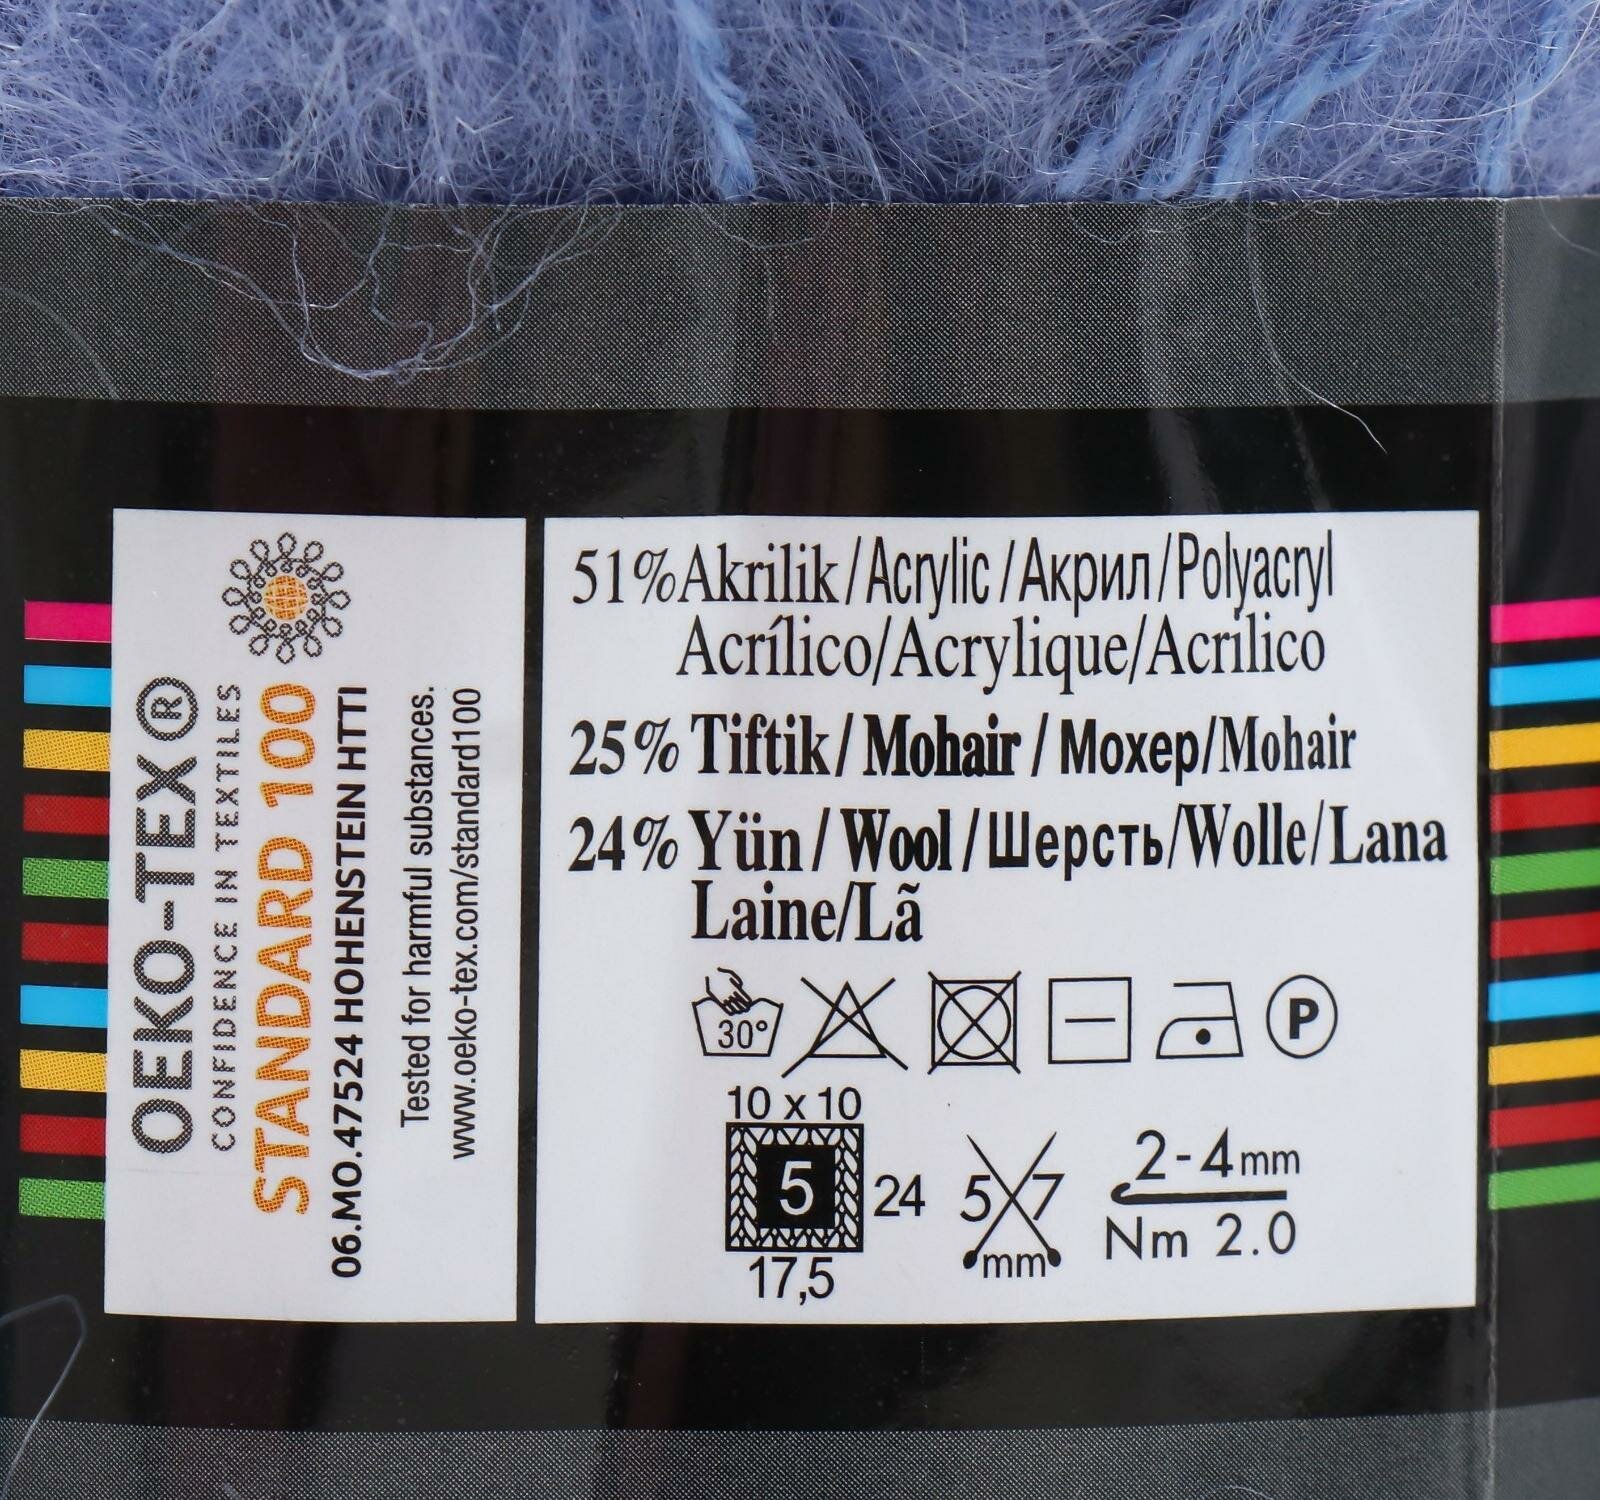 OEKO-TEX®
CONFIDENCE IN TEXTILES
STANDARD 100
06.MO.47524 HOHENSTEIN HTTI
Tested for harmful substances.
www.oeko-tex.com/standard100
51% Akrilik / Acrylic / Акрил / Polyacryl
Acrílico/Acrylique/Acrílico
25% Tiftik / Mohair / Мохер/Mohair
24% Yün / Wool / Шерсть/Wolle/Lana
Laine/Lã
30°
P
10 x 10
5
24
17,5
5 7
mm
2-4mm
Nm 2.0